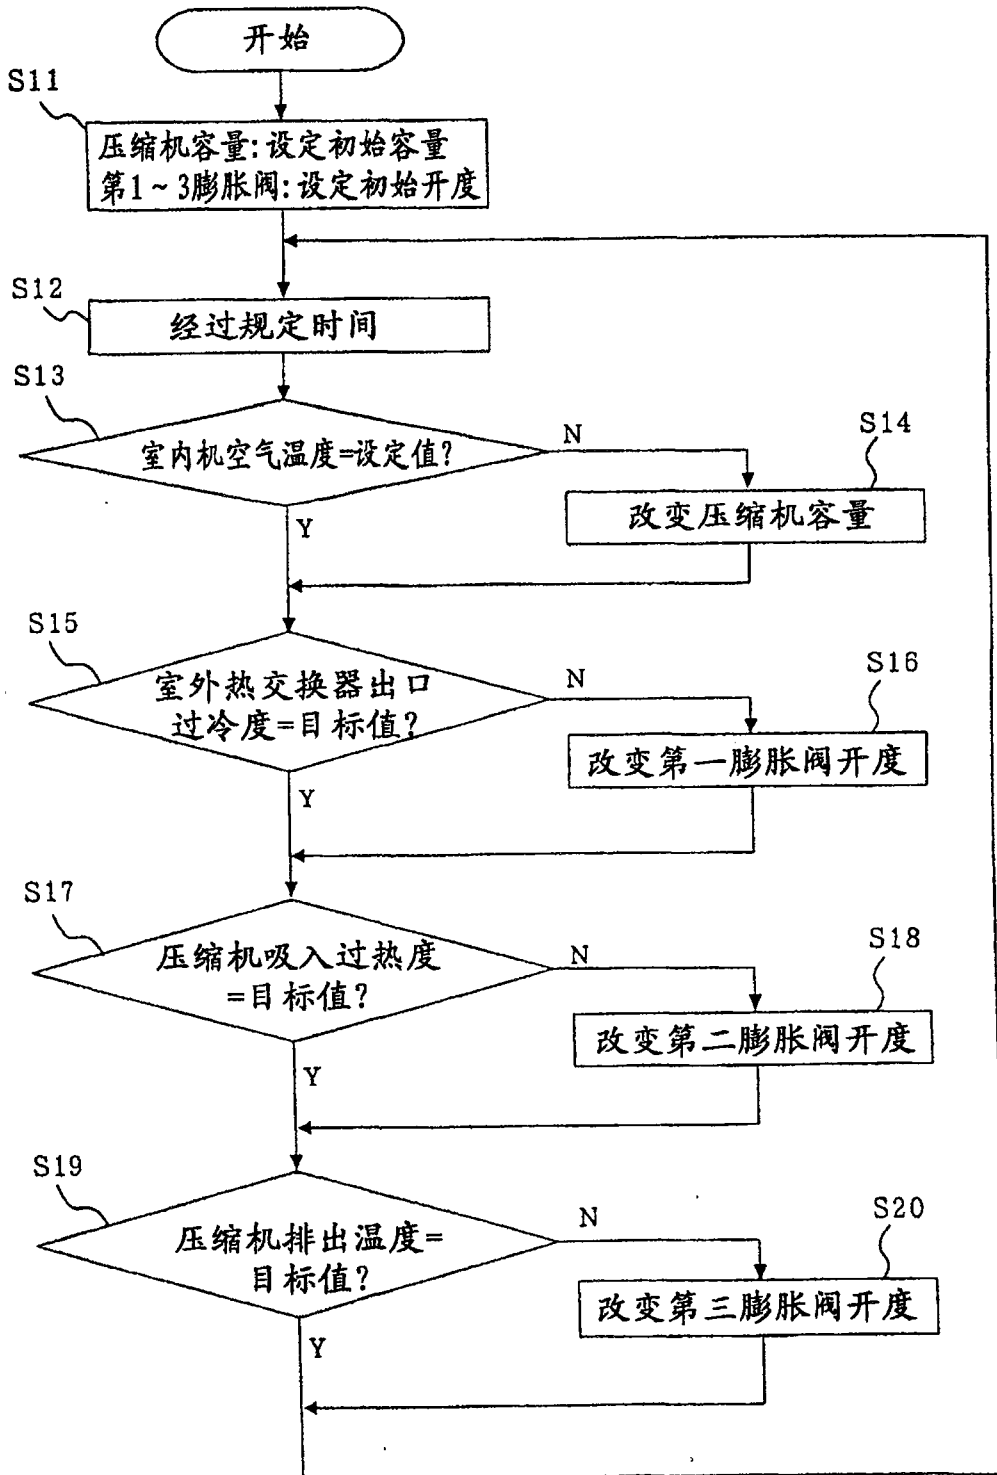 开始
S11
压缩机容量:设定初始容量
第1~3膨胀阀:设定初始开度
S12
经过规定时间
S13
室内机空气温度=设定值?
N
S14
改变压缩机容量
Y
S15
室外热交换器出口
过冷度=目标值?
N
S16
改变第一膨胀阀开度
Y
S17
压缩机吸入过热度
=目标值?
N
S18
改变第二膨胀阀开度
Y
S19
压缩机排出温度=
目标值?
N
S20
改变第三膨胀阀开度
Y